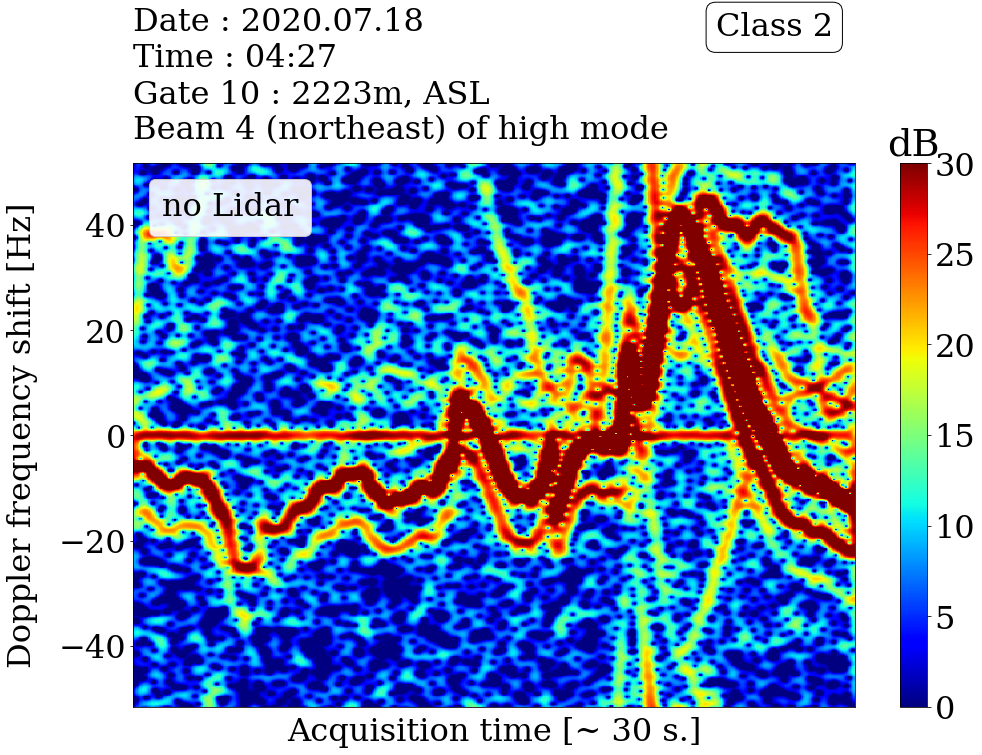 Date : 2020.07.18
Time : 04:27
Gate 10 : 2223m, ASL
Beam 4 (northeast) of high mode
Class 2
dB
no Lidar
Doppler frequency shift [Hz]
40
20
0
−20
−40
30
25
20
15
10
5
0
Acquisition time [~ 30 s.]